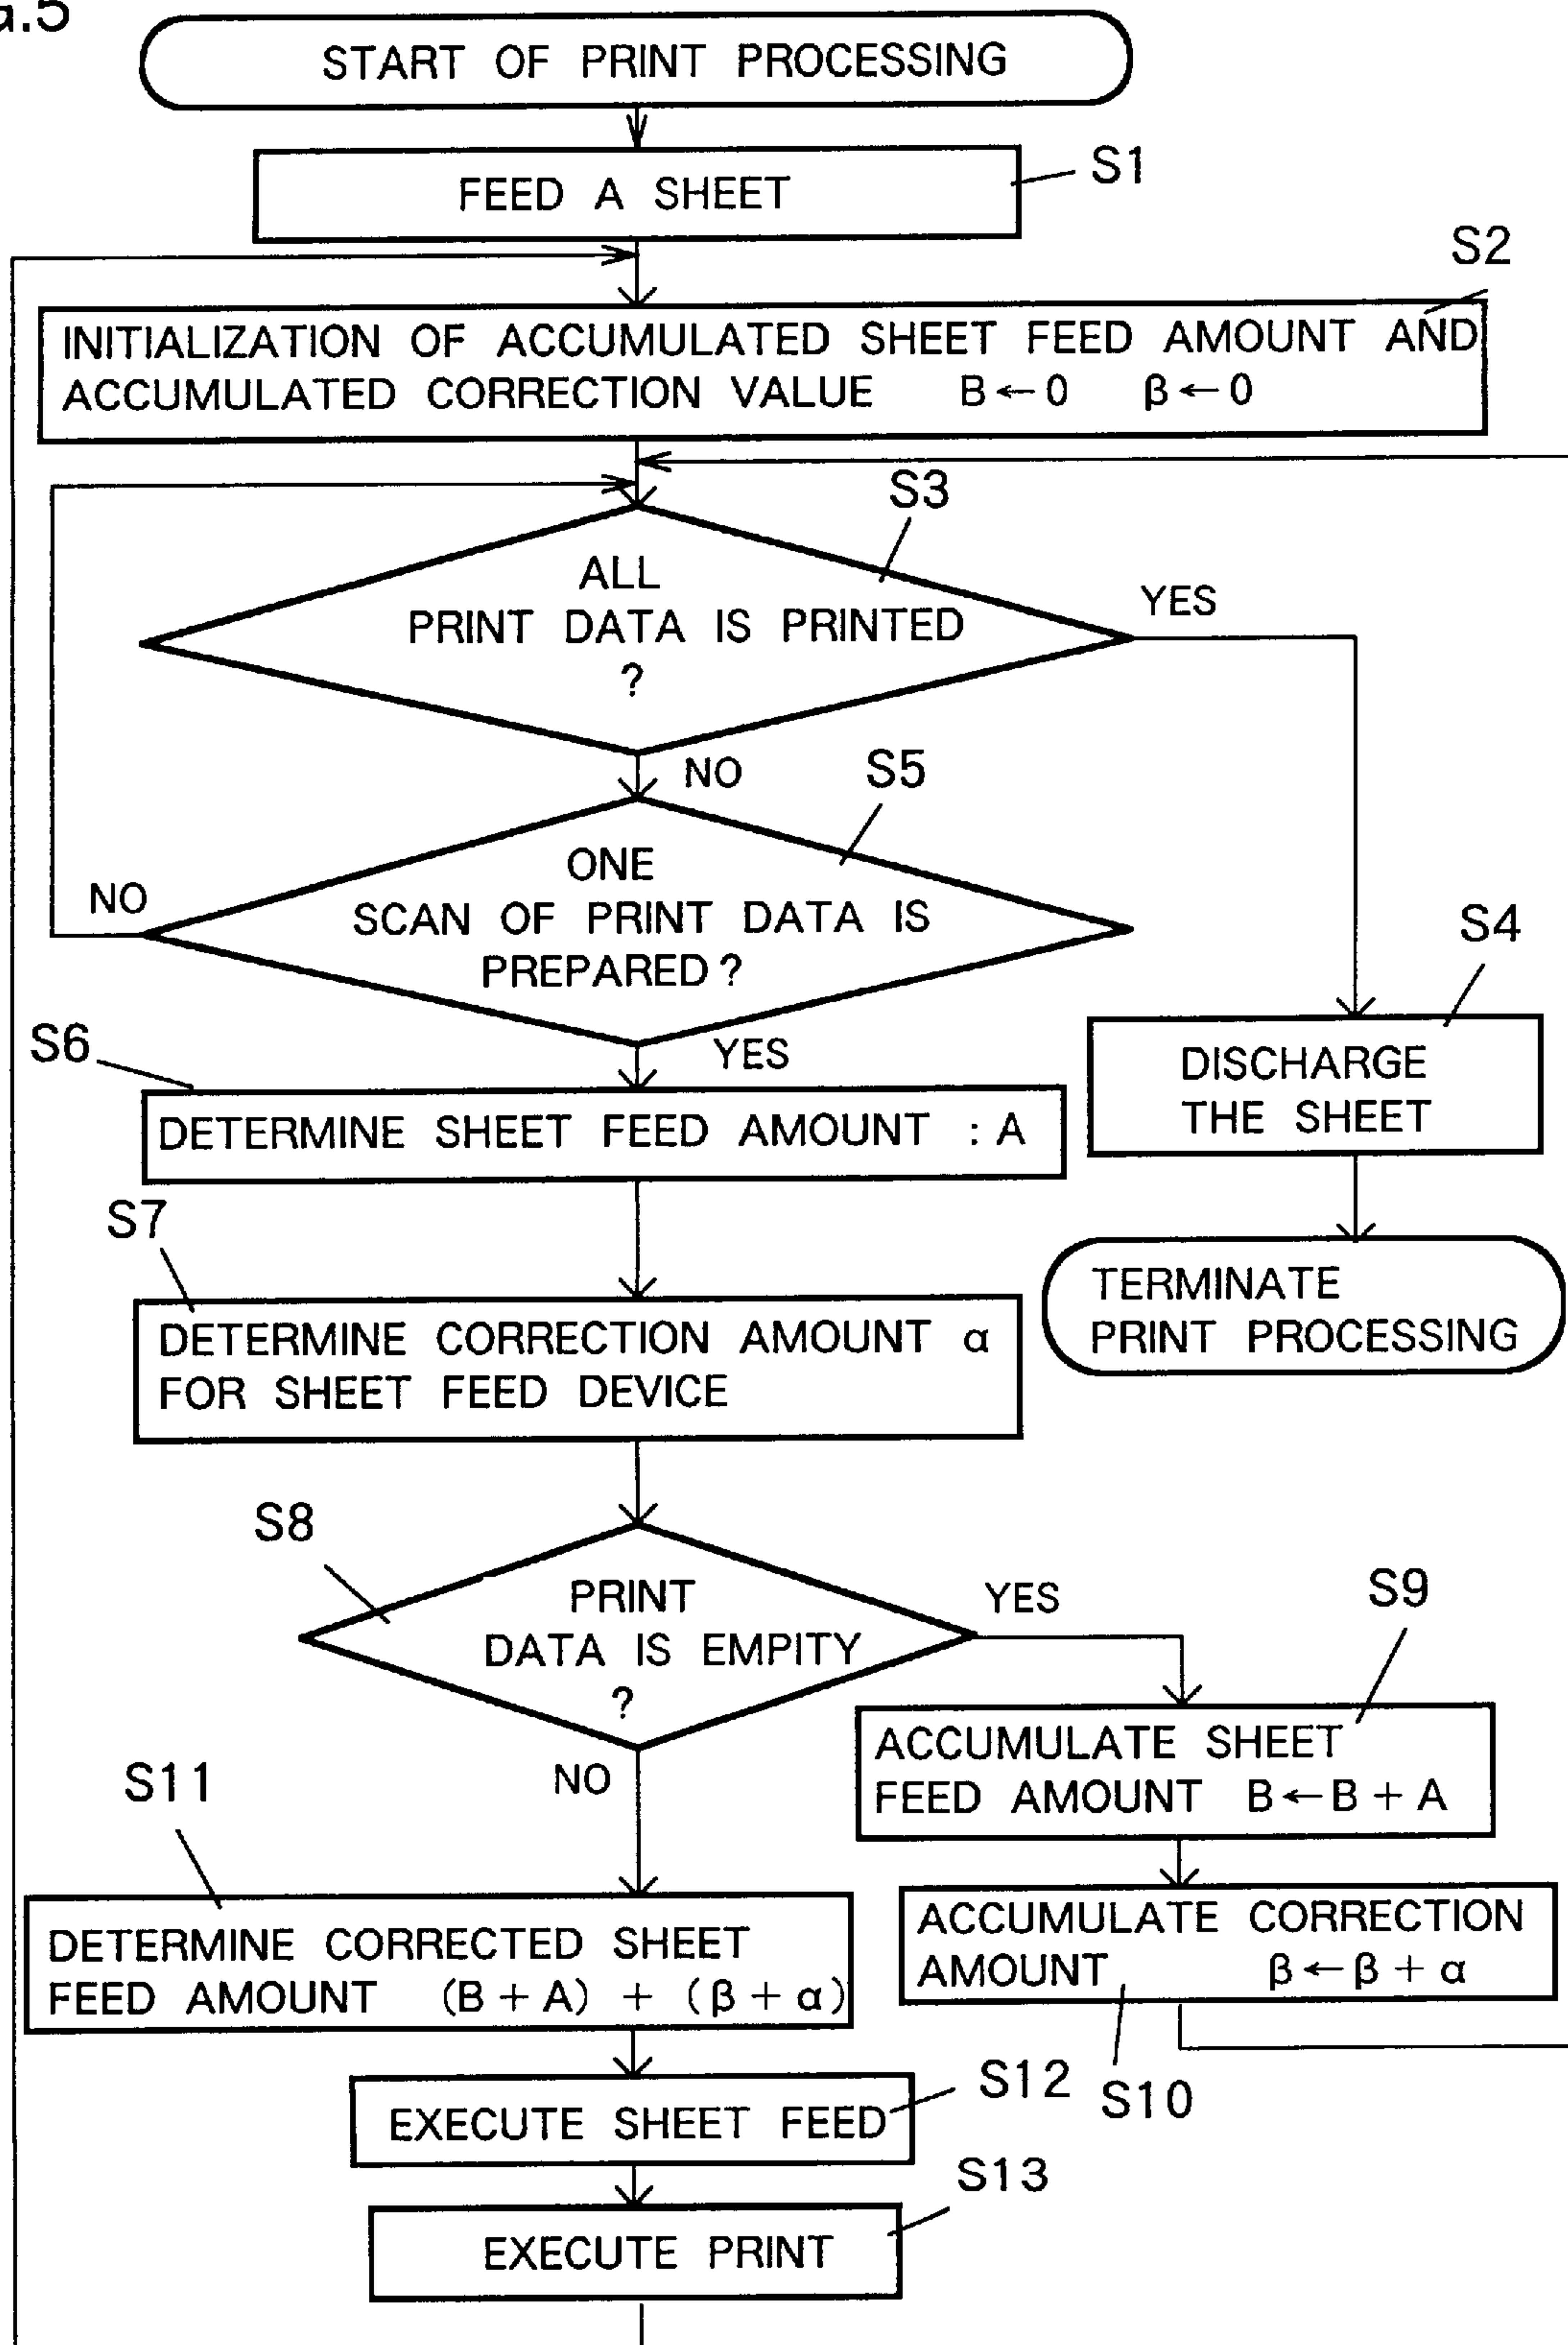 a.5
START OF PRINT PROCESSING
FEED A SHEET
S1
S2
INITIALIZATION OF ACCUMULATED SHEET FEED AMOUNT AND
ACCUMULATED CORRECTION VALUE B←0 β←0
S3
ALL
PRINT DATA IS PRINTED
?
YES
NO
S5
ONE
SCAN OF PRINT DATA IS
PREPARED?
NO
YES
S4
DISCHARGE
THE SHEET
TERMINATE
PRINT PROCESSING
S6
DETERMINE SHEET FEED AMOUNT : A
S7
DETERMINE CORRECTION AMOUNT α
FOR SHEET FEED DEVICE
S8
PRINT
DATA IS EMPITY
?
YES
NO
S9
ACCUMULATE SHEET
FEED AMOUNT B←B + A
ACCUMULATE CORRECTION
AMOUNT β←β + α
S10
S11
DETERMINE CORRECTED SHEET
FEED AMOUNT (B + A) + (β + α)
S12
EXECUTE SHEET FEED
S13
EXECUTE PRINT